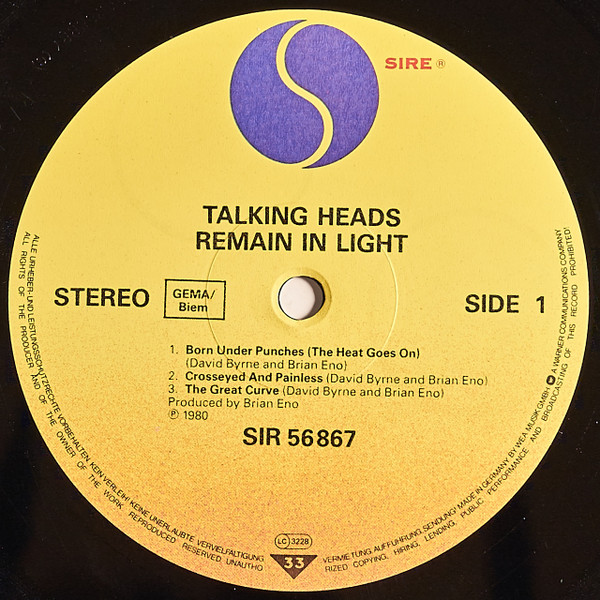 SIRE ®
TALKING HEADS
REMAIN IN LIGHT
STEREO
GEMA/
Biem
SIDE 1
1. Born Under Punches (The Heat Goes On)
(David Byrne and Brian Eno)
2. Crosseyed And Painless (David Byrne and Brian Eno)
3. The Great Curve (David Byrne and Brian Eno)
Produced by Brian Eno
℗ 1980
SIR 56 867
LC 3228
33
ALLE URHEBER- UND LEISTUNGSSCHUTZRECHTE VORBEHALTEN. KEIN VERLEIH! KEINE UNERLAUBTE VERVIELFÄLTIGUNG VERMIETUNG, AUFFÜHRUNG, SENDUNG! MADE IN GERMANY BY WEA MUSIK GMBH A WARNER COMMUNICATIONS COMPANY
ALL RIGHTS OF THE PRODUCER AND OF THE OWNER OF THE WORK REPRODUCED RESERVED. UNAUTHORIZED COPYING, HIRING, LENDING, PUBLIC PERFORMANCE AND BROADCASTING OF THIS RECORD PROHIBITED!